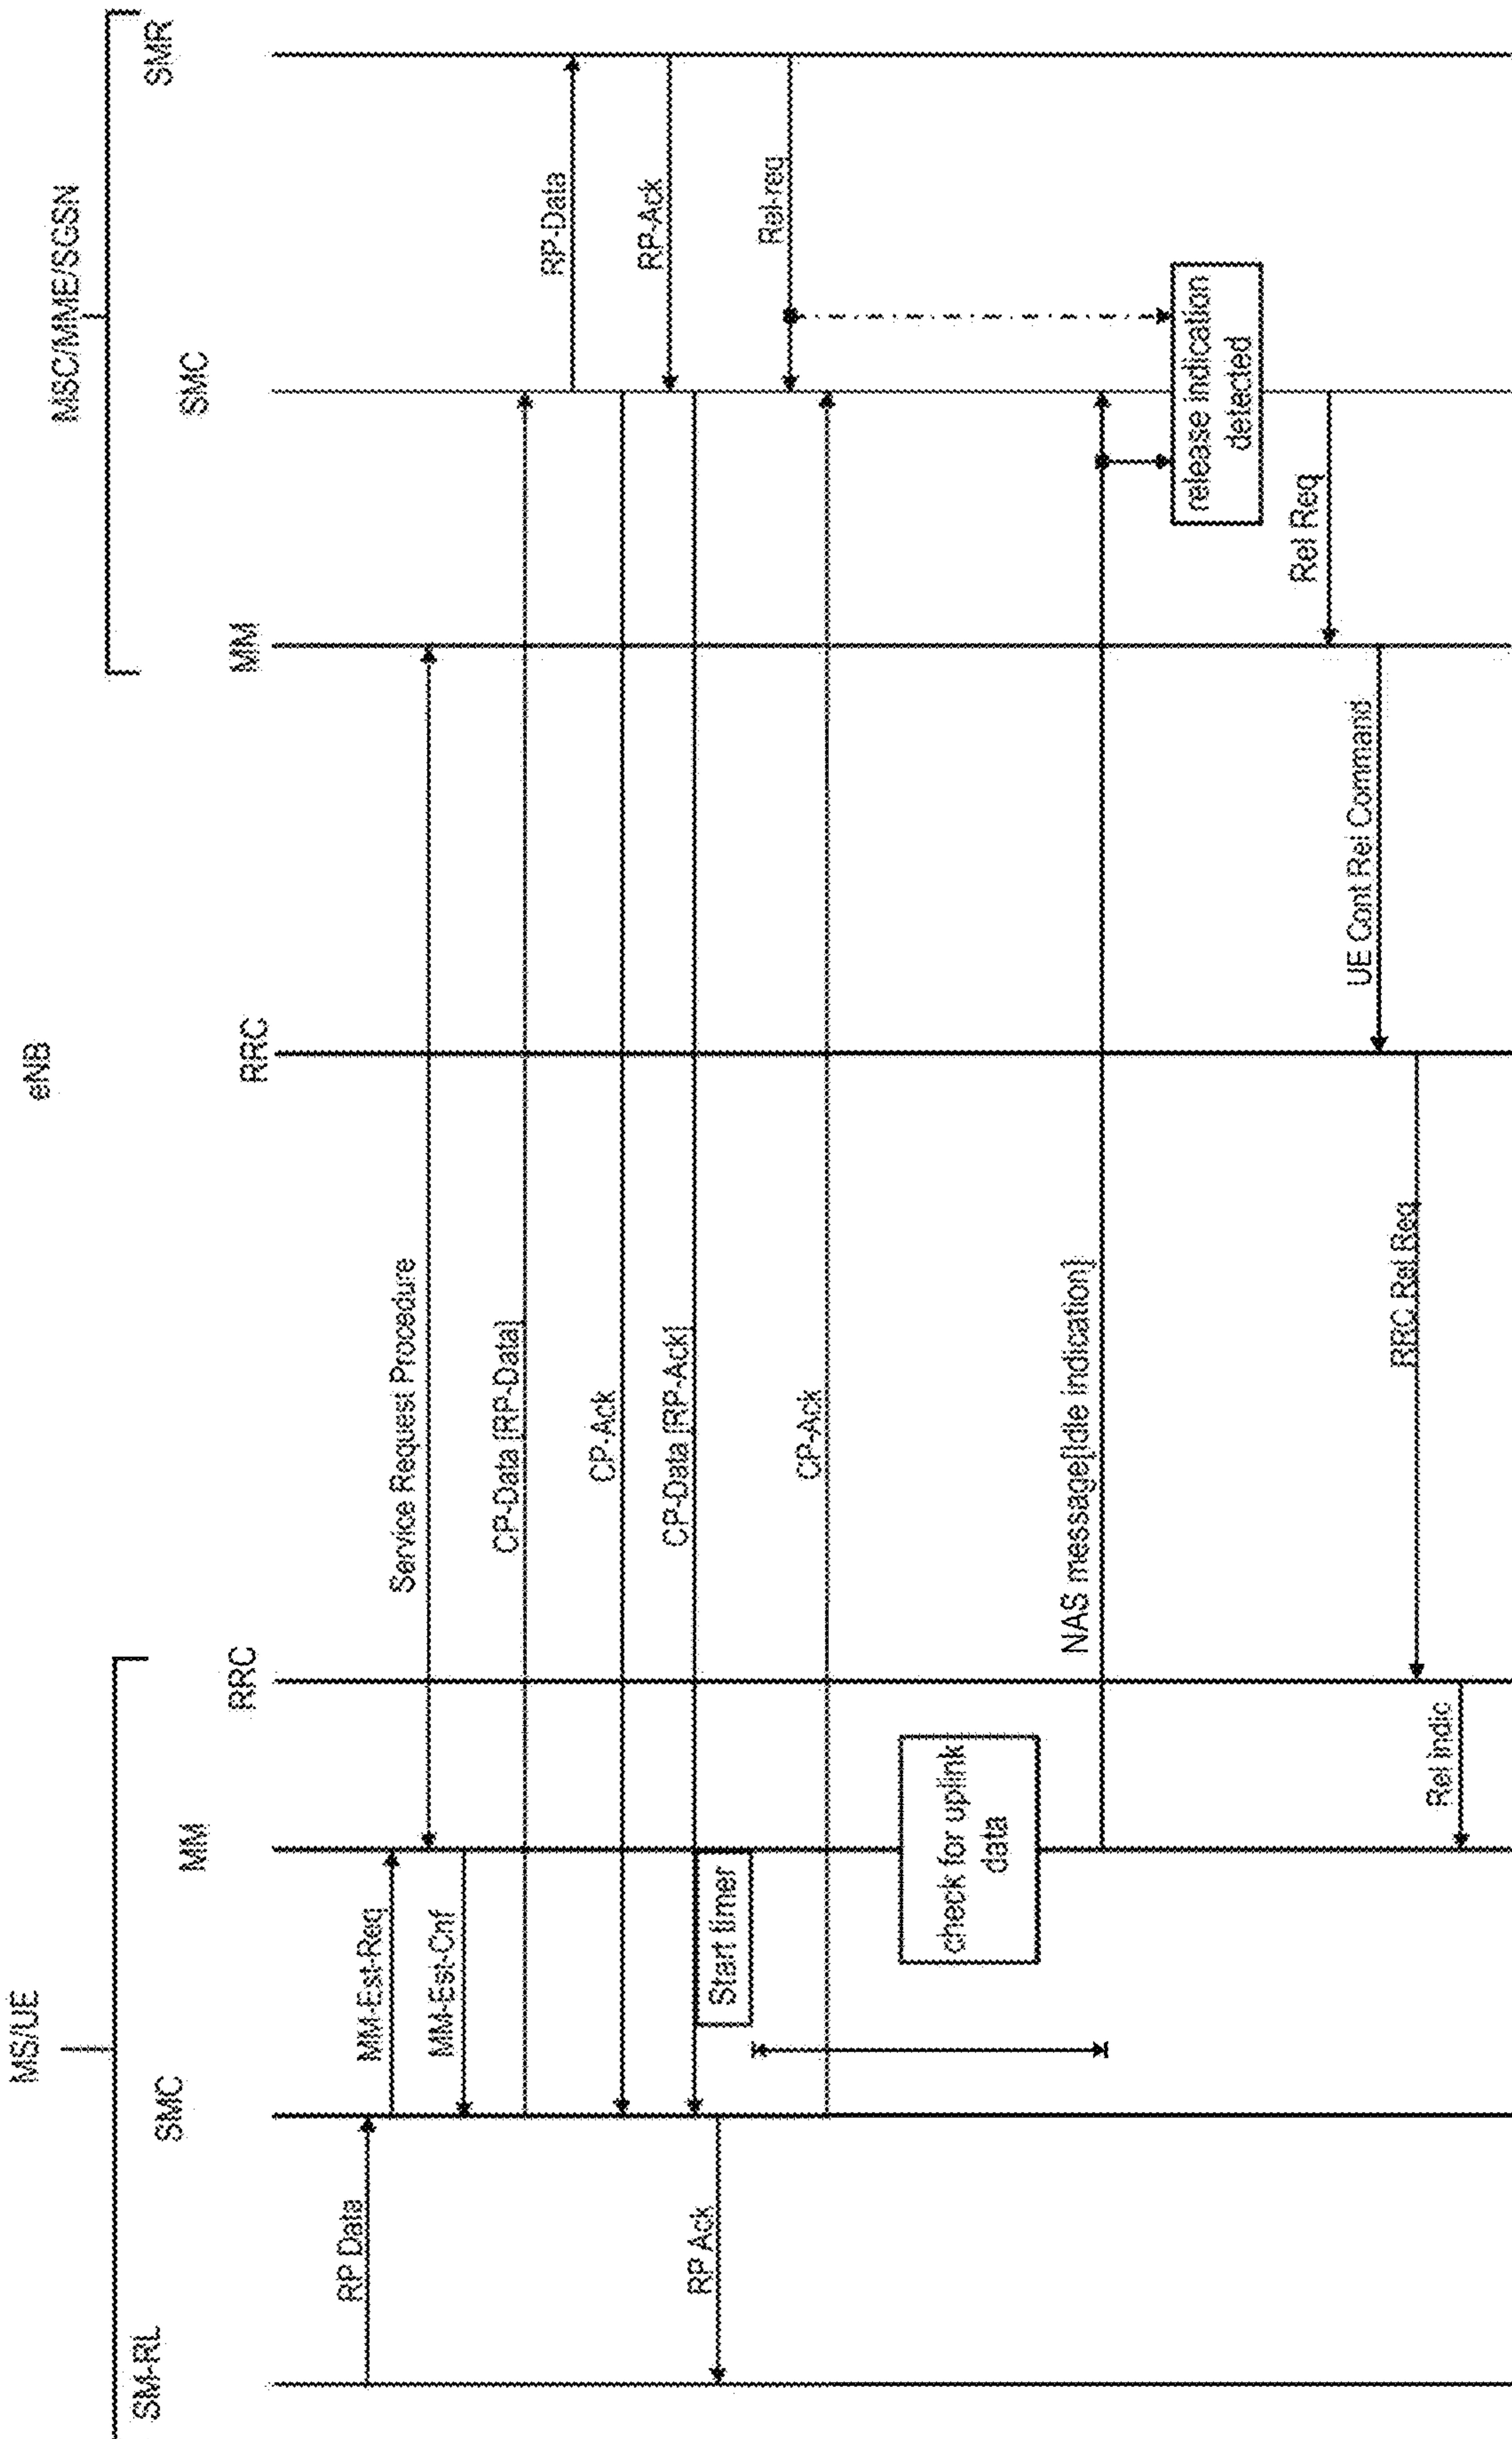 MS/UE
eNB
MSC/MME/SGSN
SM-RL
SMC
MM
RRC
RRC
MM
SMC
SMR
RP Data
MM-Est-Req
Service Request Procedure
MM-Est-Cnf
CP-Data [RP-Data]
RP-Data
CP-Ack
RP-Ack
CP-Data [RP-Ack]
RP Ack
Start timer
Rel-req
CP-Ack
check for uplink
data
NAS message[Idle indication]
release indication
detected
Rel Req
UE Cont Rel Command
RRC Rel Req
Rel indic